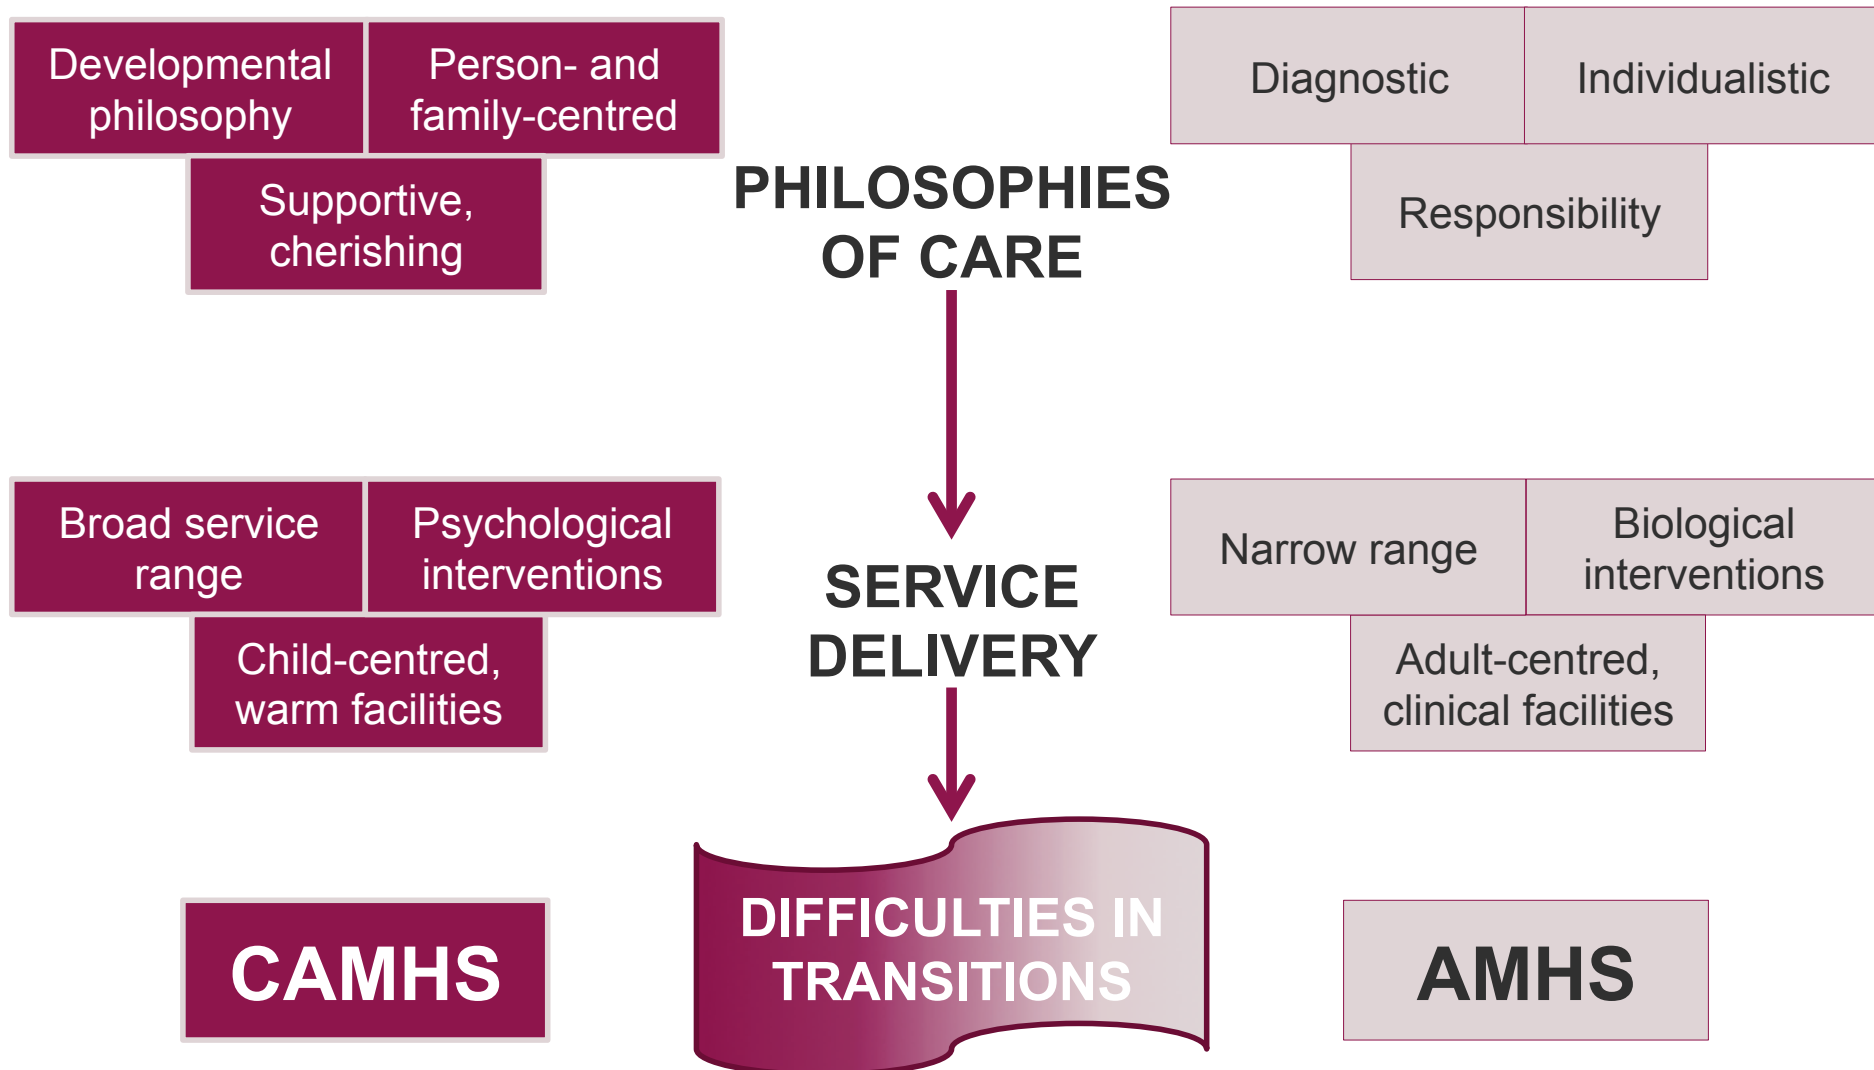 Developmental
philosophy
Person- and
family-centred
Supportive,
cherishing
PHILOSOPHIES
OF CARE
Diagnostic
Individualistic
Responsibility
Broad service
range
Psychological
interventions
Child-centred,
warm facilities
SERVICE
DELIVERY
Narrow range
Biological
interventions
Adult-centred,
clinical facilities
CAMHS
DIFFICULTIES IN
TRANSITIONS
AMHS